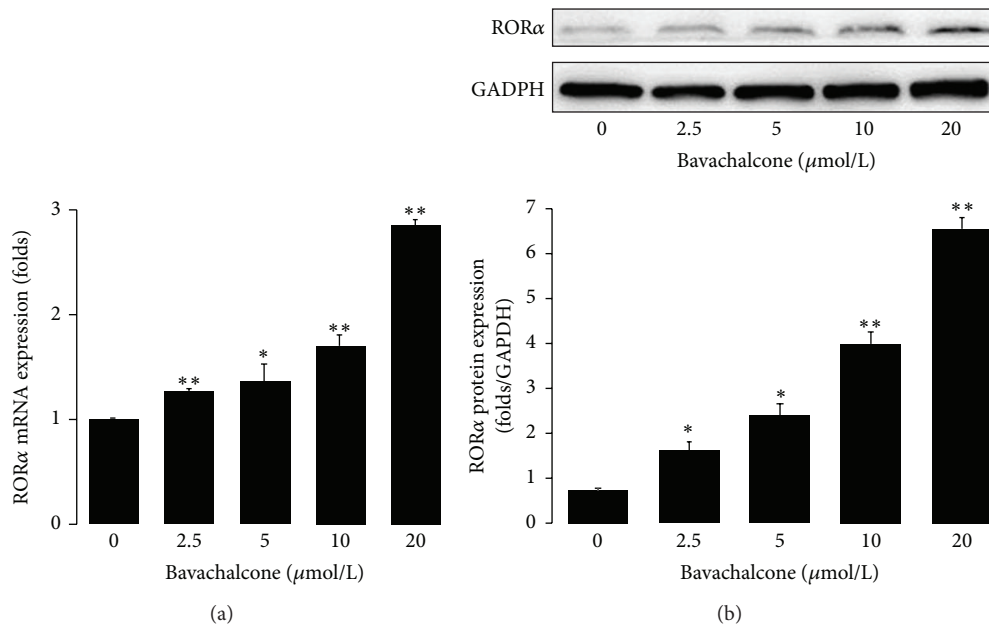 RORα
GADPH
0 2.5 5 10 20
Bavachalcone (μmol/L)
RORα mRNA expression (folds)
3
2
1
0
**
*
**
**
0 2.5 5 10 20
Bavachalcone (μmol/L)
(a)
RORα protein expression
(folds/GAPDH)
7
6
5
4
3
2
1
0
*
*
**
**
0 2.5 5 10 20
Bavachalcone (μmol/L)
(b)